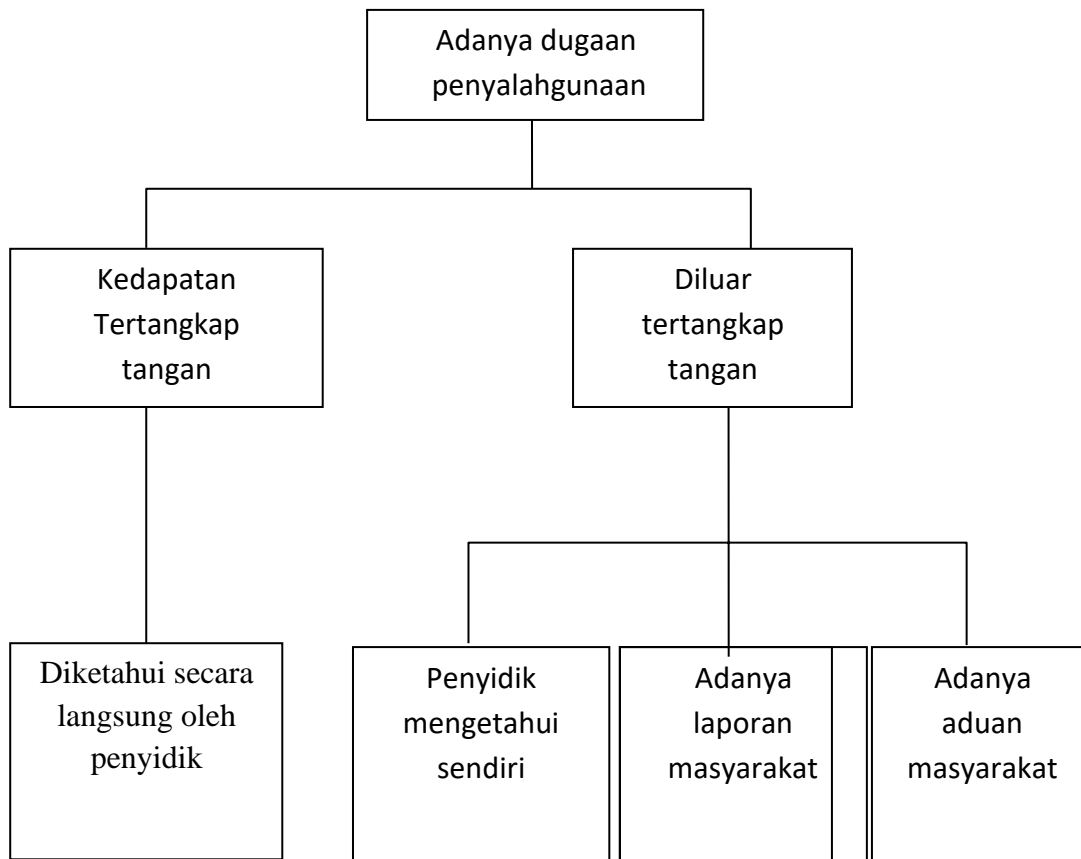 Adanya dugaan
penyalahgunaan
Kedapatan
Tertangkap
tangan
Diluar
tertangkap
tangan
Diketahui secara
langsung oleh
penyidik
Penyidik
mengetahui
sendiri
Adanya
laporan
masyarakat
Adanya
aduan
masyarakat